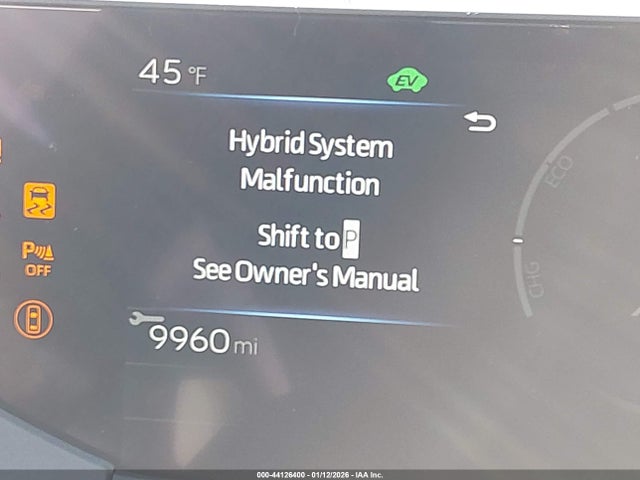 45 °F
EV
Hybrid System
Malfunction
ECO
Shift to P
See Owner's Manual
CHG
P
OFF
9960 mi
000-44126400 - 01/12/2026 - IAA Inc.